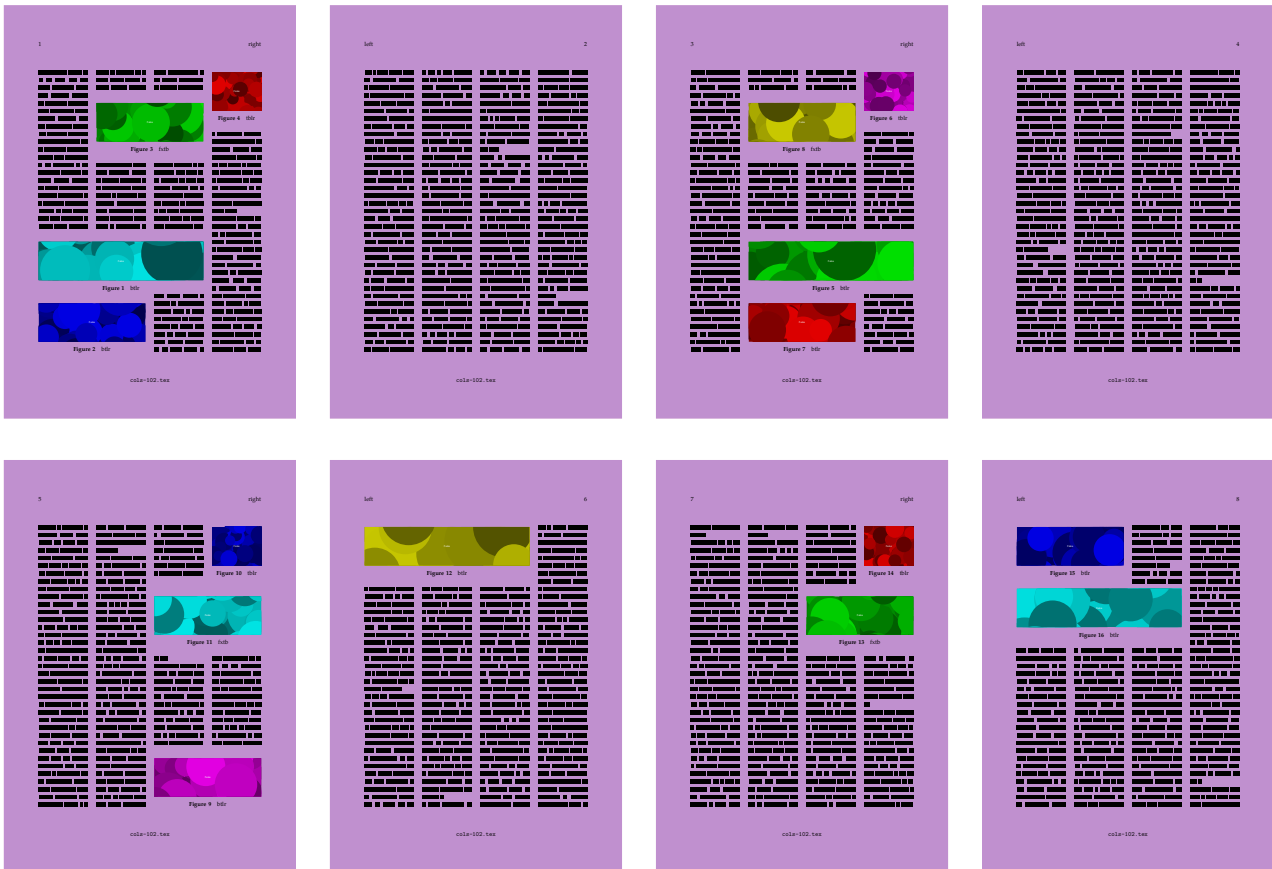 1 right
Figure 4 tblr
Figure 3 fxtb
Figure 1 btlr
Figure 2 btlr
cols-102.tex
left 2
cols-102.tex
3 right
Figure 6 tblr
Figure 8 fxtb
Figure 5 btlr
Figure 7 btlr
cols-102.tex
left 4
cols-102.tex
5 right
Figure 10 tblr
Figure 11 fxtb
Figure 9 btlr
cols-102.tex
left 6
Figure 12 btlr
cols-102.tex
7 right
Figure 14 tblr
Figure 13 fxtb
cols-102.tex
left 8
Figure 15 btlr
Figure 16 btlr
cols-102.tex